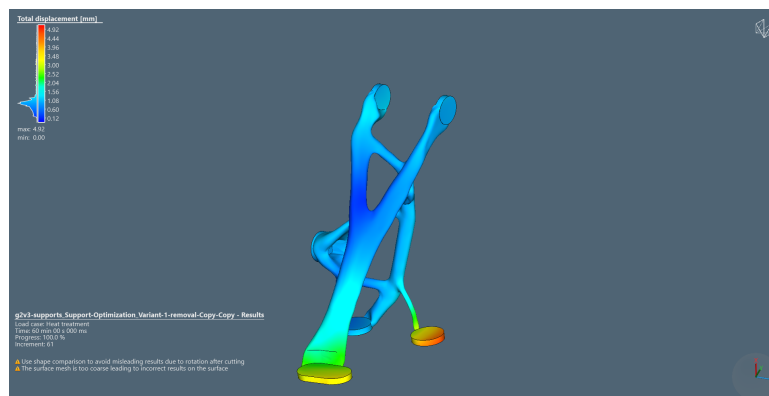 Total displacement [mm]
4.92
4.44
3.96
3.48
3.00
2.52
2.04
1.56
1.08
0.60
0.12
max: 4.92
min: 0.00
g2v3-supports_Support-Optimization_Variant-1-removal-Copy-Copy - Results
Load case: Heat treatment
Time: 60 min 00 s 000 ms
Progress: 100.0 %
Increment: 61
Use shape comparison to avoid misleading results due to rotation after cutting
The surface mesh is too coarse leading to incorrect results on the surface